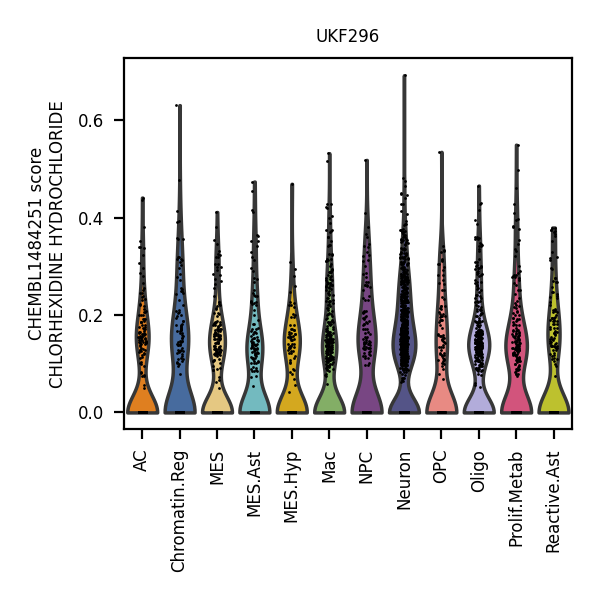 UKF296
CHEMBL1484251 score
CHLORHEXIDINE HYDROCHLORIDE
0.6
0.4
0.2
0.0
AC
Chromatin.Reg
MES
MES.Ast
MES.Hyp
Mac
NPC
Neuron
OPC
Oligo
Prolif.Metab
Reactive.Ast